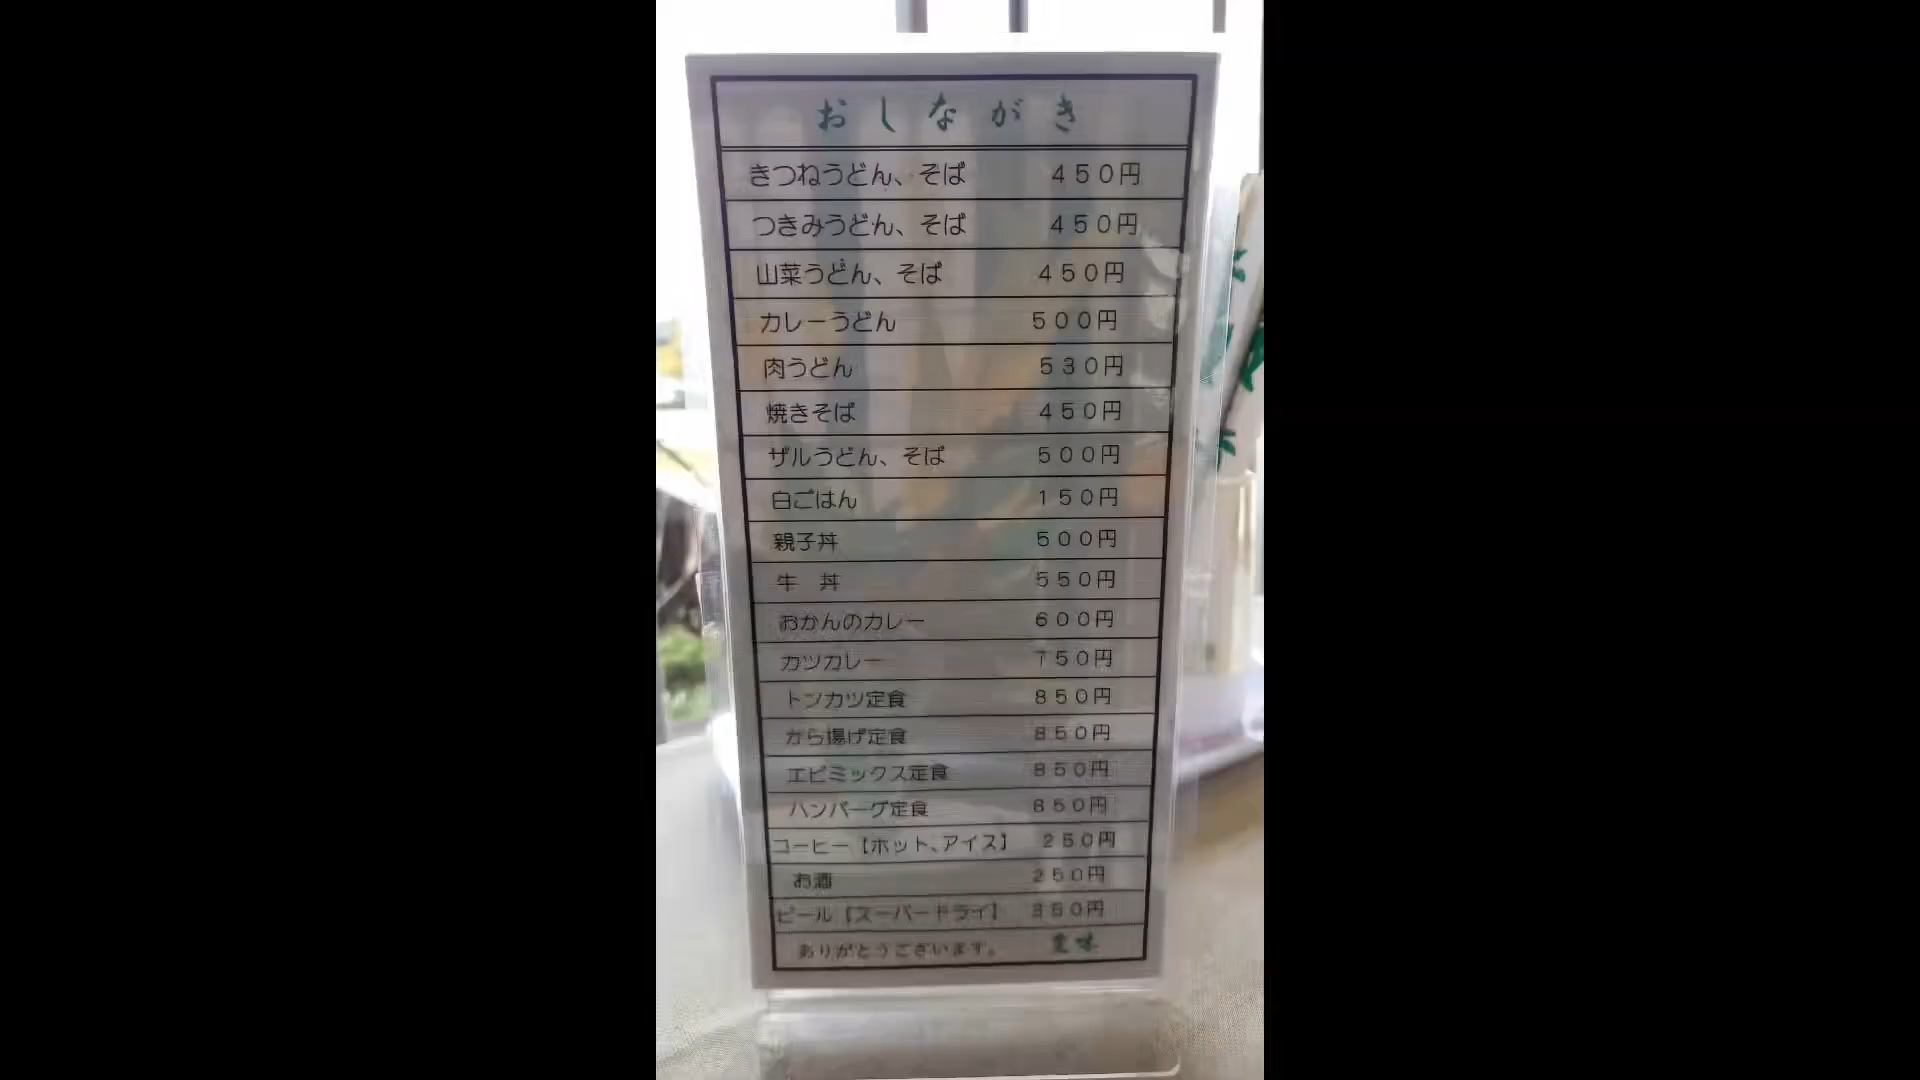 おしながき
きつねうどん、そば 450円
つきみうどん、そば 450円
山菜うどん、そば 450円
カレーうどん 500円
肉うどん 530円
焼きそば 450円
ザルうどん、そば 500円
白ごはん 150円
親子丼 500円
牛 丼 550円
おかんのカレー 600円
カツカレー 750円
トンカツ定食 850円
から揚げ定食 850円
エビミックス定食 850円
ハンバーグ定食 850円
コーヒー【ホット、アイス】 250円
お酒 250円
ビール【スーパードライ】 350円
ありがとうございます。